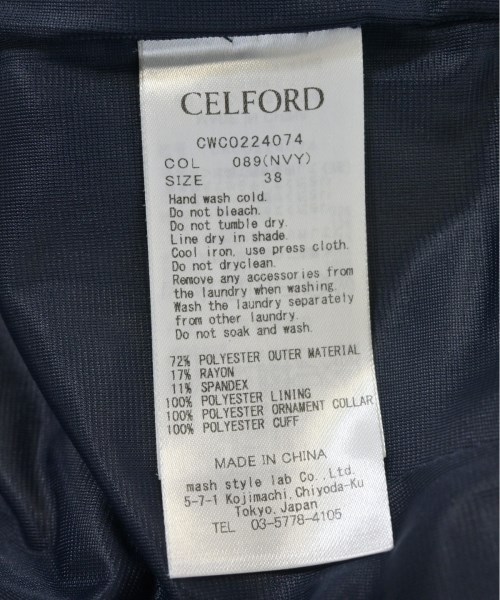 CELFORD
CWCO224074
COL 089(NVY)
SIZE 38
Hand wash cold.
Do not bleach.
Do not tumble dry.
Line dry in shade.
Cool iron, use press cloth.
Do not dryclean.
Remove any accessories from
the laundry when washing.
Wash the laundry separately
from other laundry.
Do not soak and wash.
72% POLYESTER OUTER MATERIAL
17% RAYON
11% SPANDEX
100% POLYESTER LINING
100% POLYESTER ORNAMENT COLLAR
100% POLYESTER CUFF
MADE IN CHINA
mash style lab Co.,Ltd.
5-7-1 Kojimachi,Chiyoda-Ku
Tokyo,Japan
TEL 03-5778-4105